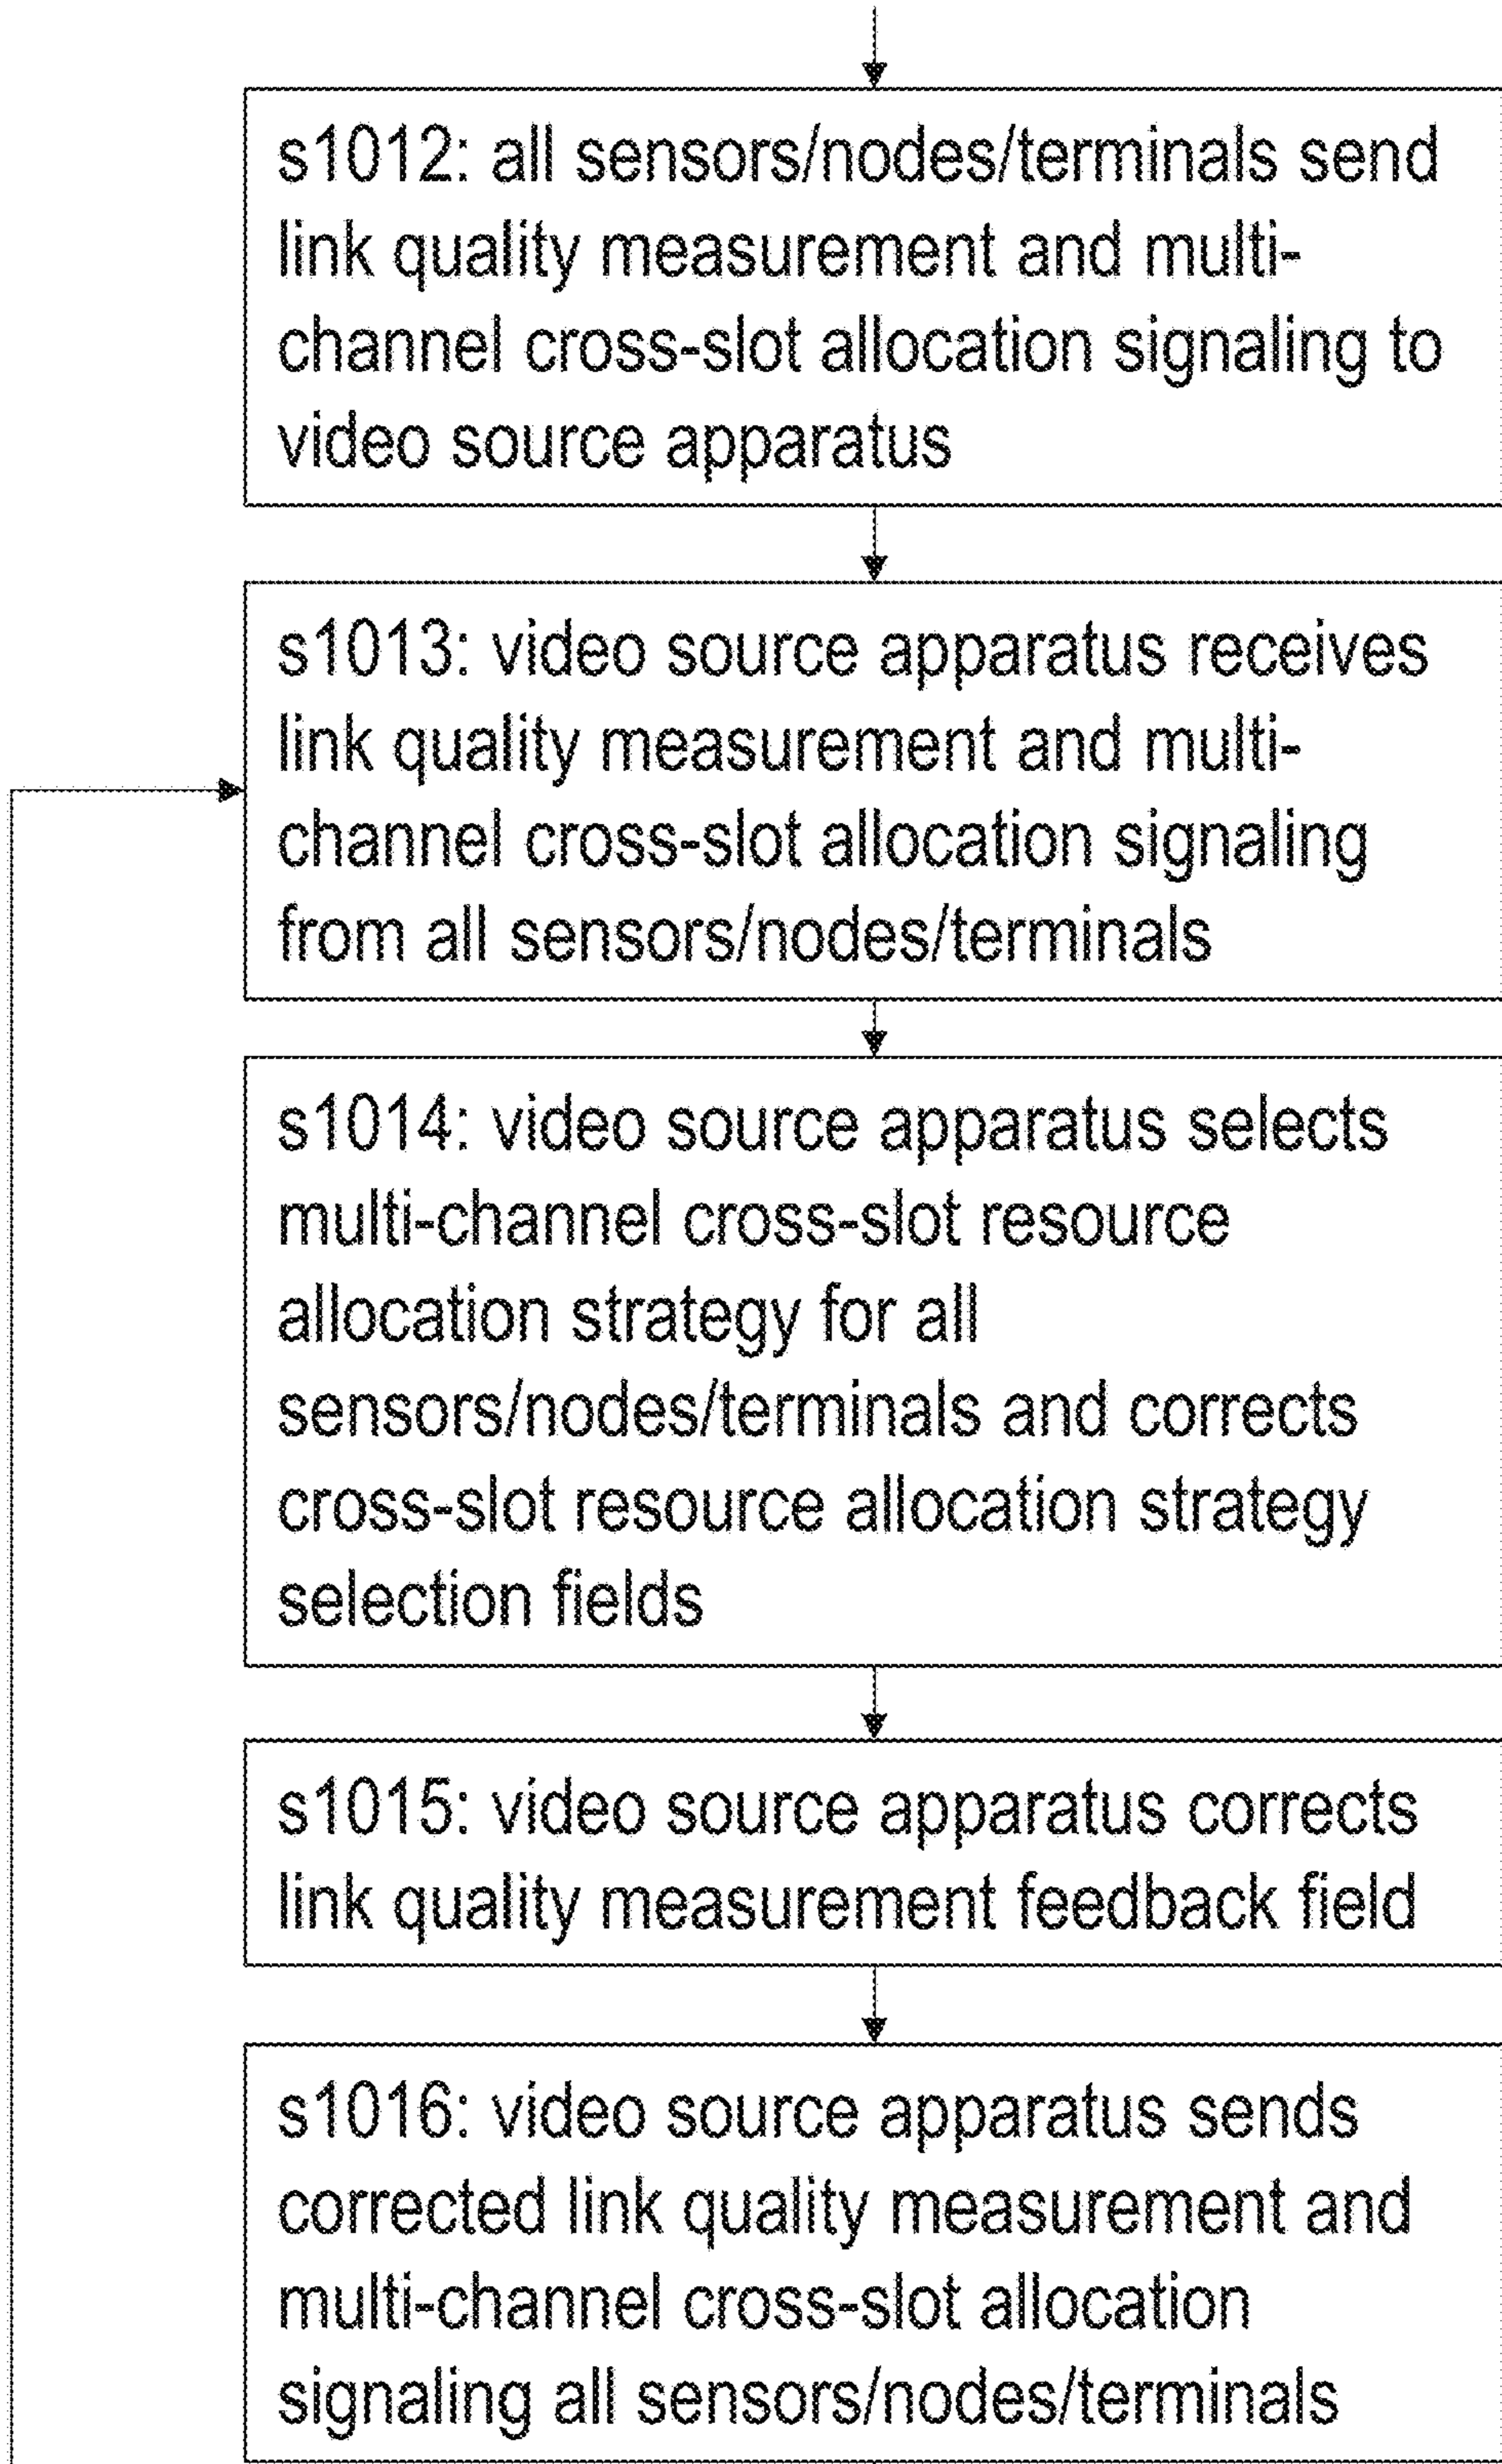 s1012: all sensors/nodes/terminals send
link quality measurement and multi-
channel cross-slot allocation signaling to
video source apparatus
s1013: video source apparatus receives
link quality measurement and multi-
channel cross-slot allocation signaling
from all sensors/nodes/terminals
s1014: video source apparatus selects
multi-channel cross-slot resource
allocation strategy for all
sensors/nodes/terminals and corrects
cross-slot resource allocation strategy
selection fields
s1015: video source apparatus corrects
link quality measurement feedback field
s1016: video source apparatus sends
corrected link quality measurement and
multi-channel cross-slot allocation
signaling all sensors/nodes/terminals